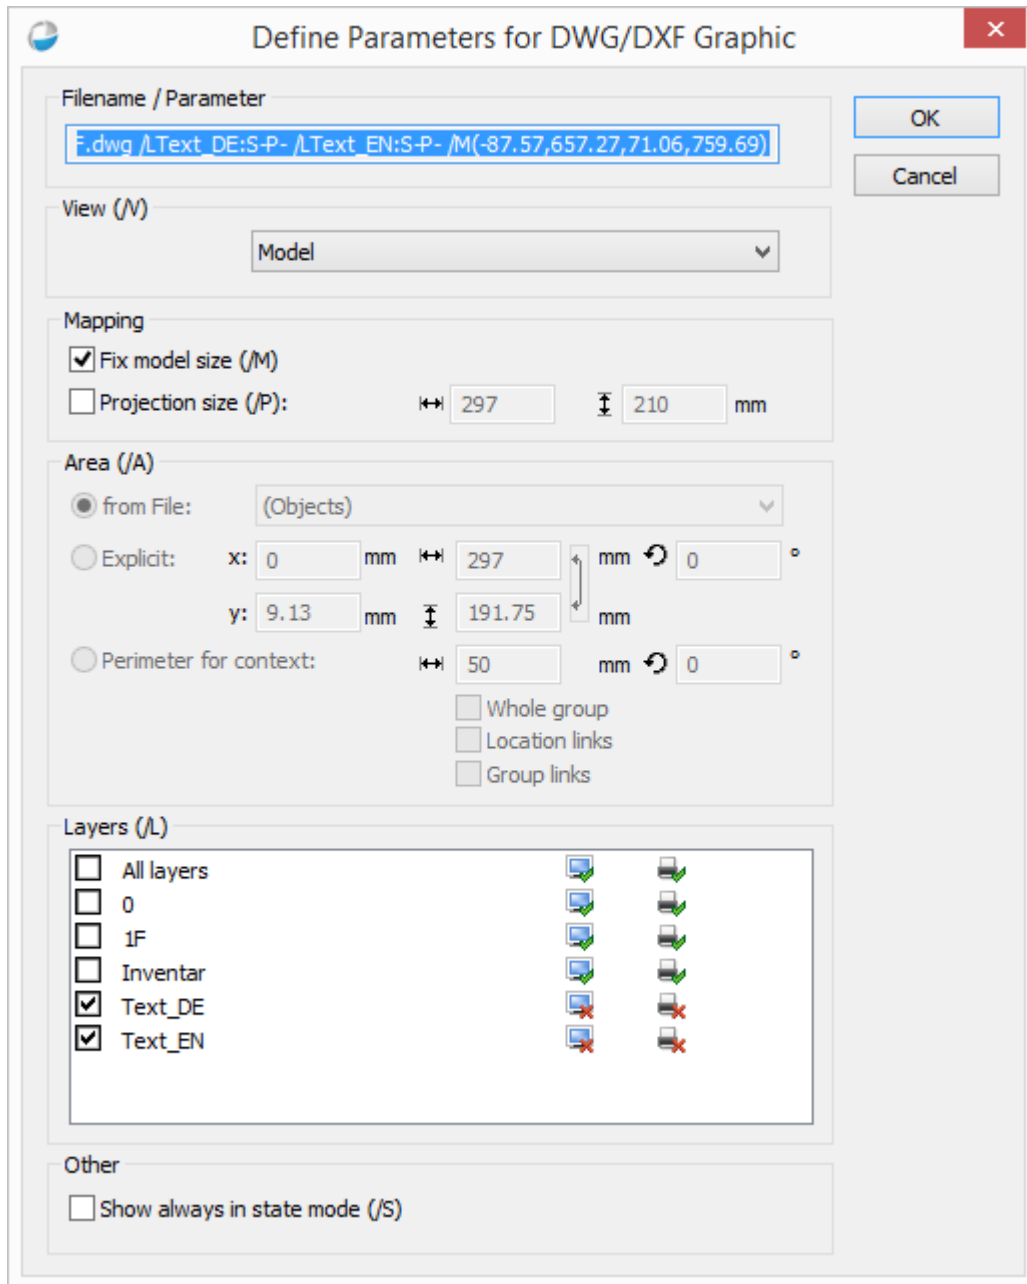 Define Parameters for DWG/DXF Graphic
Filename / Parameter
F.dwg /LText_DE:S-P- /LText_EN:S-P- /M(-87.57,657.27,71.06,759.69)
OK
Cancel
View (/V)
Model
Mapping
Fix model size (/M)
Projection size (/P): 297 210 mm
Area (/A)
from File: (Objects)
Explicit: x: 0 mm 297 mm 0 °
y: 9.13 mm 191.75 mm
Perimeter for context: 50 mm 0 °
Whole group
Location links
Group links
Layers (/L)
All layers
0
1F
Inventar
Text_DE
Text_EN
Other
Show always in state mode (/S)